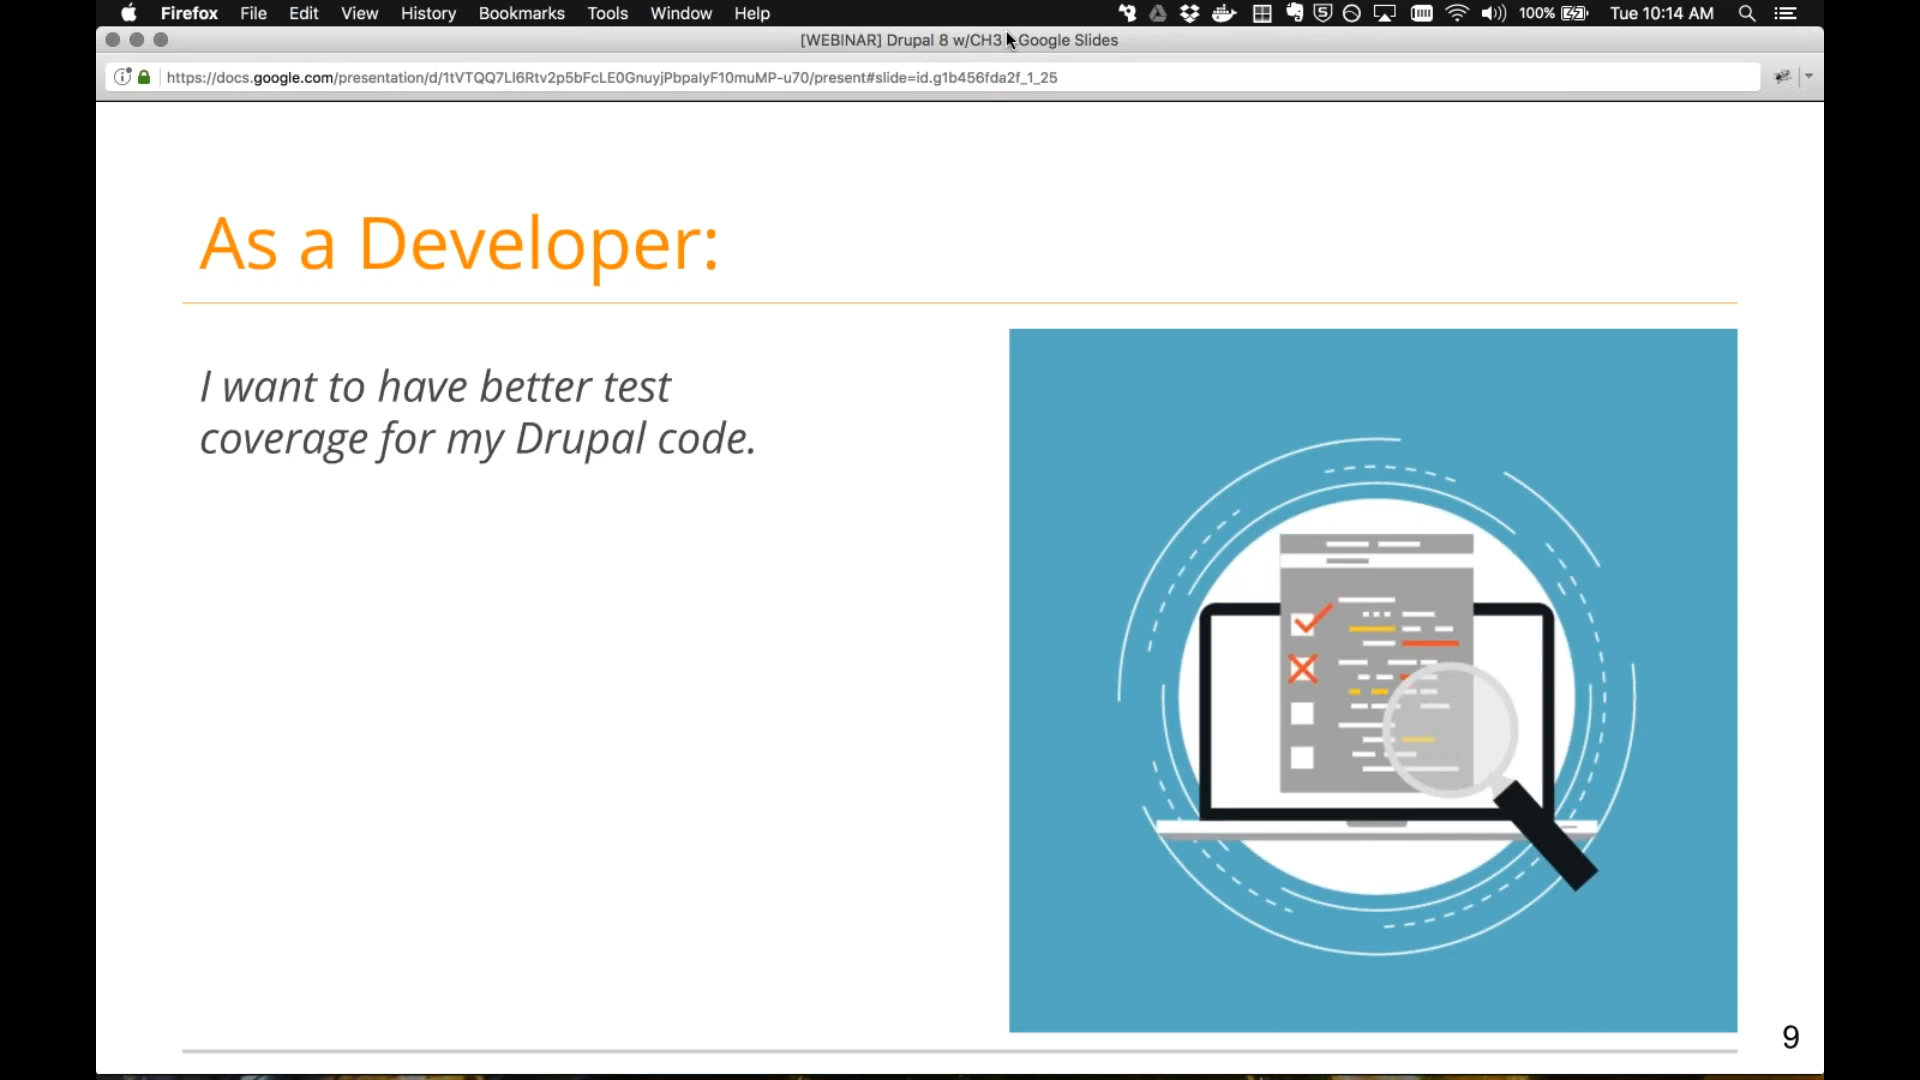 Firefox File Edit View History Bookmarks Tools Window Help 100% Tue 10:14 AM
[WEBINAR] Drupal 8 w/CH3 - Google Slides
https://docs.google.com/presentation/d/1tVTQQ7Ll6Rtv2p5bFcLE0GnuyjPbpalyF10muMP-u70/present#slide=id.g1b456fda2f_1_25
As a Developer:
I want to have better test
coverage for my Drupal code.
9